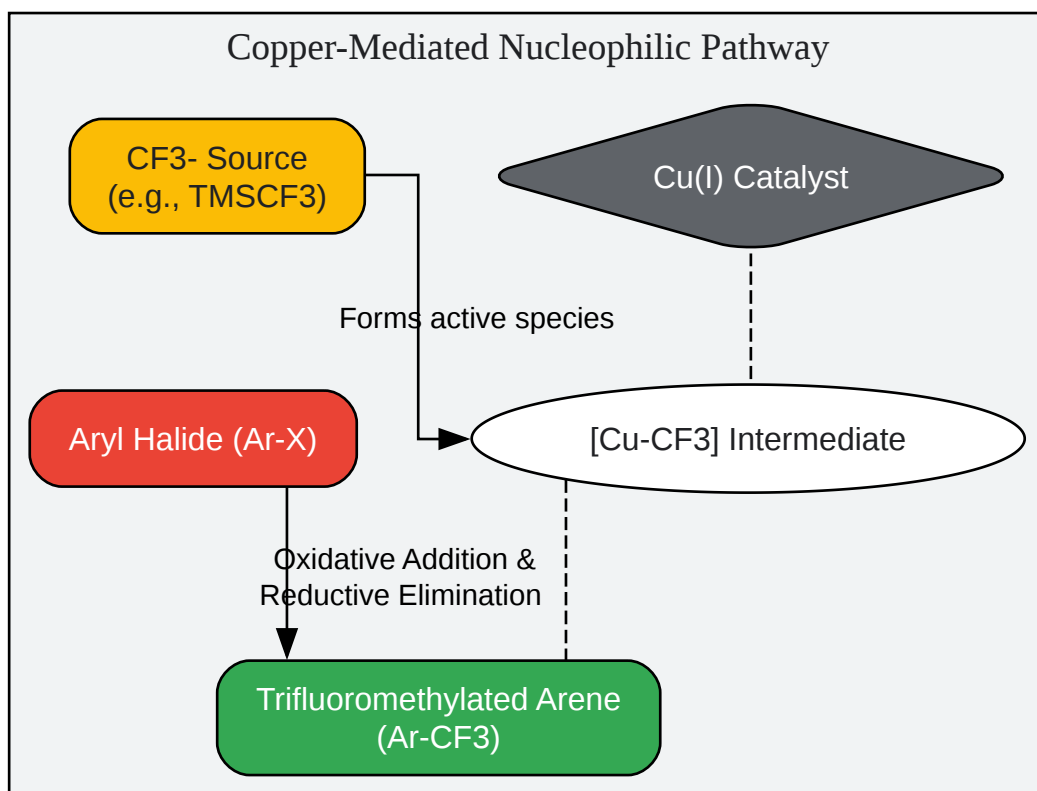 Copper-Mediated Nucleophilic Pathway
CF3- Source
(e.g., TMSCF3)
Cu(I) Catalyst
Forms active species
Aryl Halide (Ar-X)
[Cu-CF3] Intermediate
Oxidative Addition &
Reductive Elimination
Trifluoromethylated Arene
(Ar-CF3)